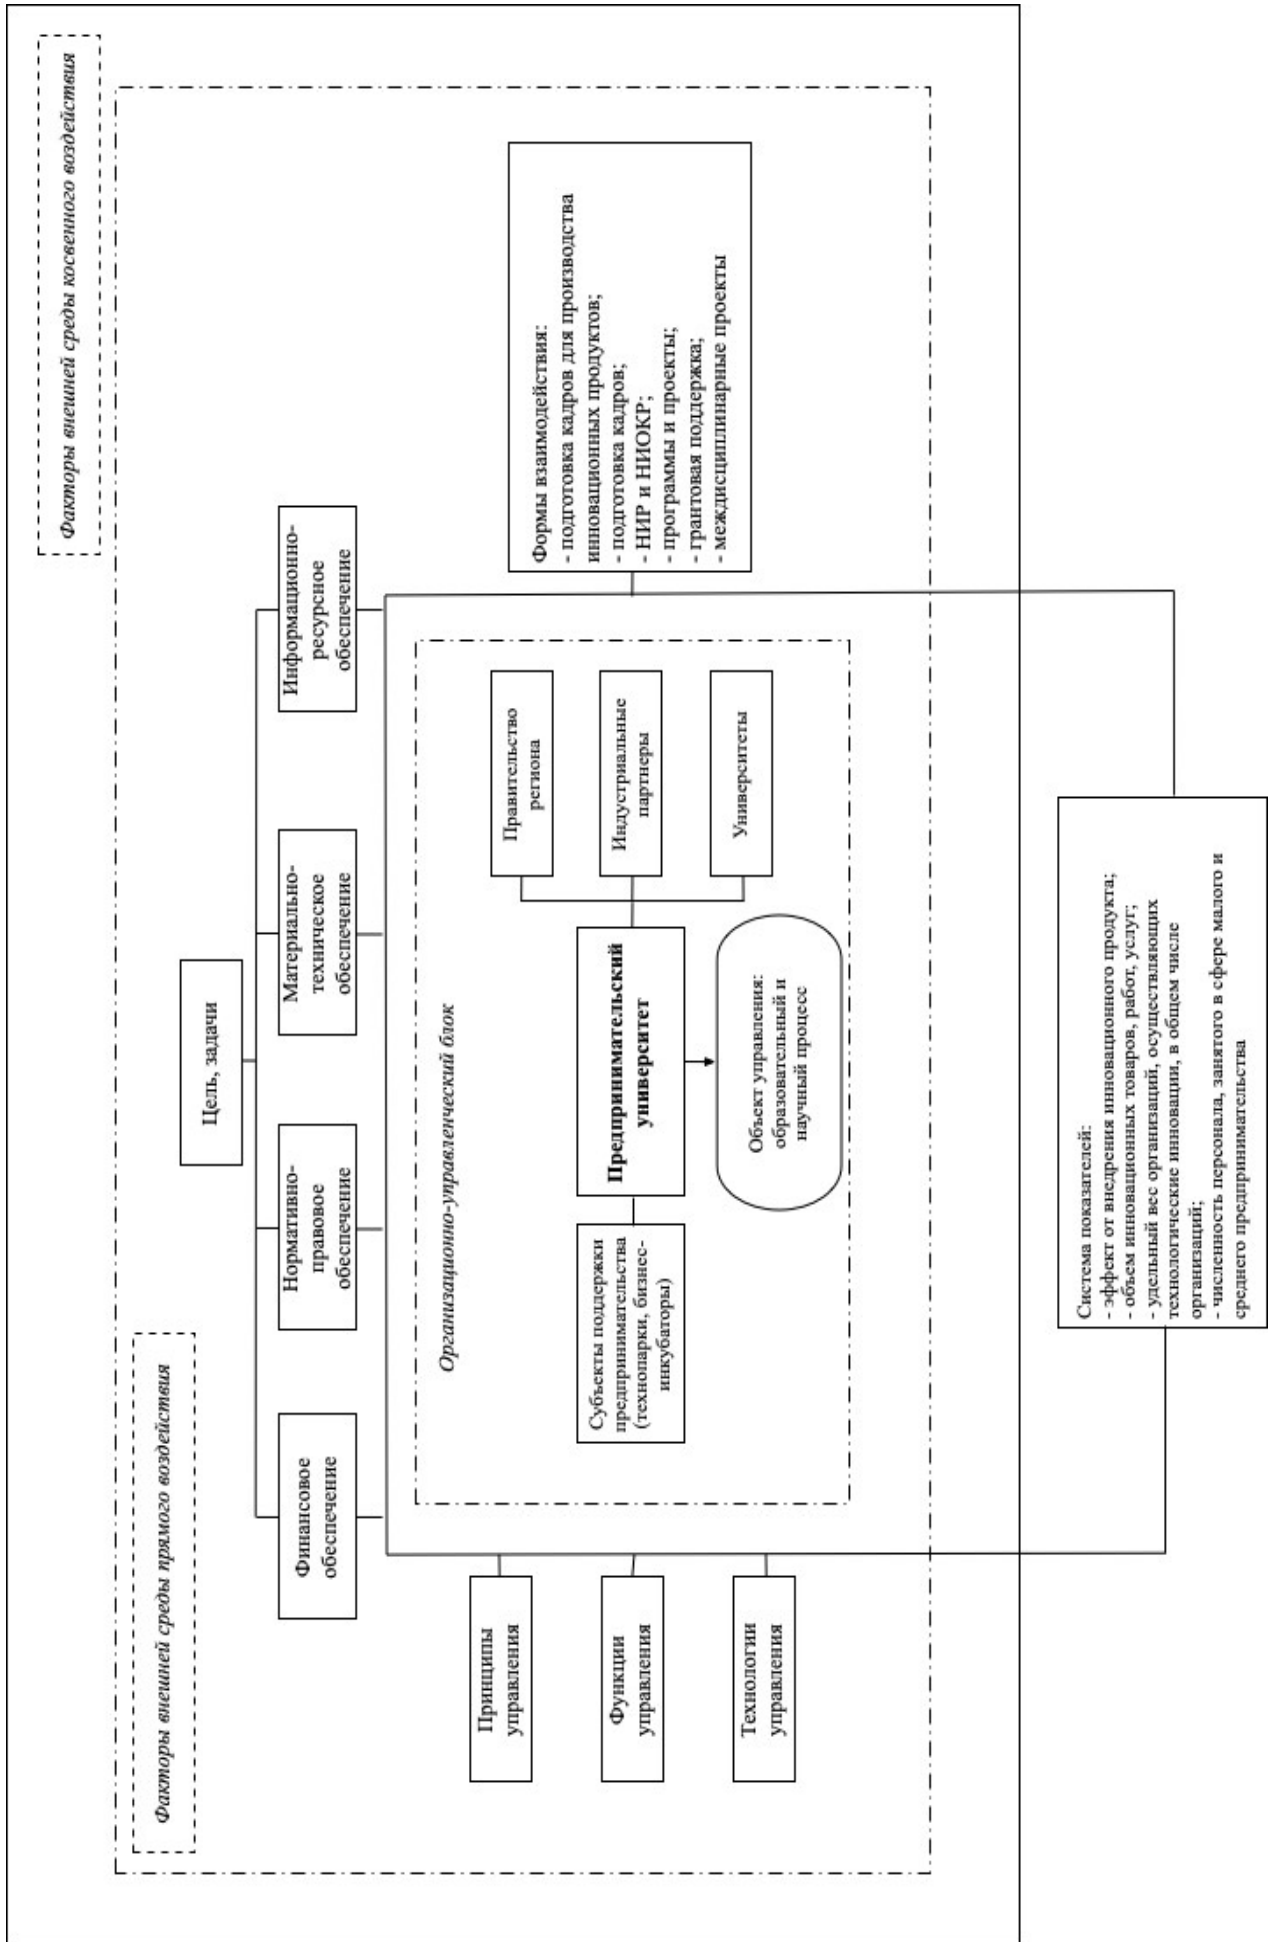 Факторы внешней среды косвенного воздействия
Факторы внешней среды прямого воздействия
Цель, задачи
Финансовое
обеспечение
Нормативно-
правовое
обеспечение
Материально-
техническое
обеспечение
Информационно-
ресурсное
обеспечение
Принципы
управления
Функции
управления
Технологии
управления
Организационно-управленческий блок
Субъекты поддержки
предпринимательства
(технопарки, бизнес-
инкубаторы)
Предпринимательский
университет
Правительство
региона
Индустриальные
партнеры
Университеты
Объект управления:
образовательный и
научный процесс
Формы взаимодействия:
- подготовка кадров для производства
инновационных продуктов;
- подготовка кадров;
- НИР и НИОКР;
- программы и проекты;
- грантовая поддержка;
- междисциплинарные проекты
Система показателей:
- эффект от внедрения инновационного продукта;
- объем инновационных товаров, работ, услуг;
- удельный вес организаций, осуществляющих
технологические инновации, в общем числе
организаций;
- численность персонала, занятого в сфере малого и
среднего предпринимательства